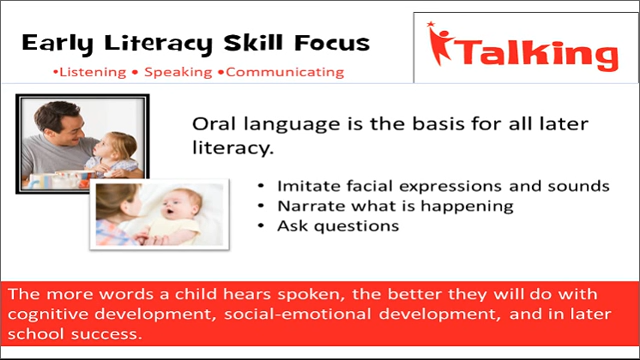 Early Literacy Skill Focus
•Listening • Speaking •Communicating
Talking
Oral language is the basis for all later
literacy.
• Imitate facial expressions and sounds
• Narrate what is happening
• Ask questions
The more words a child hears spoken, the better they will do with
cognitive development, social-emotional development, and in later
school success.